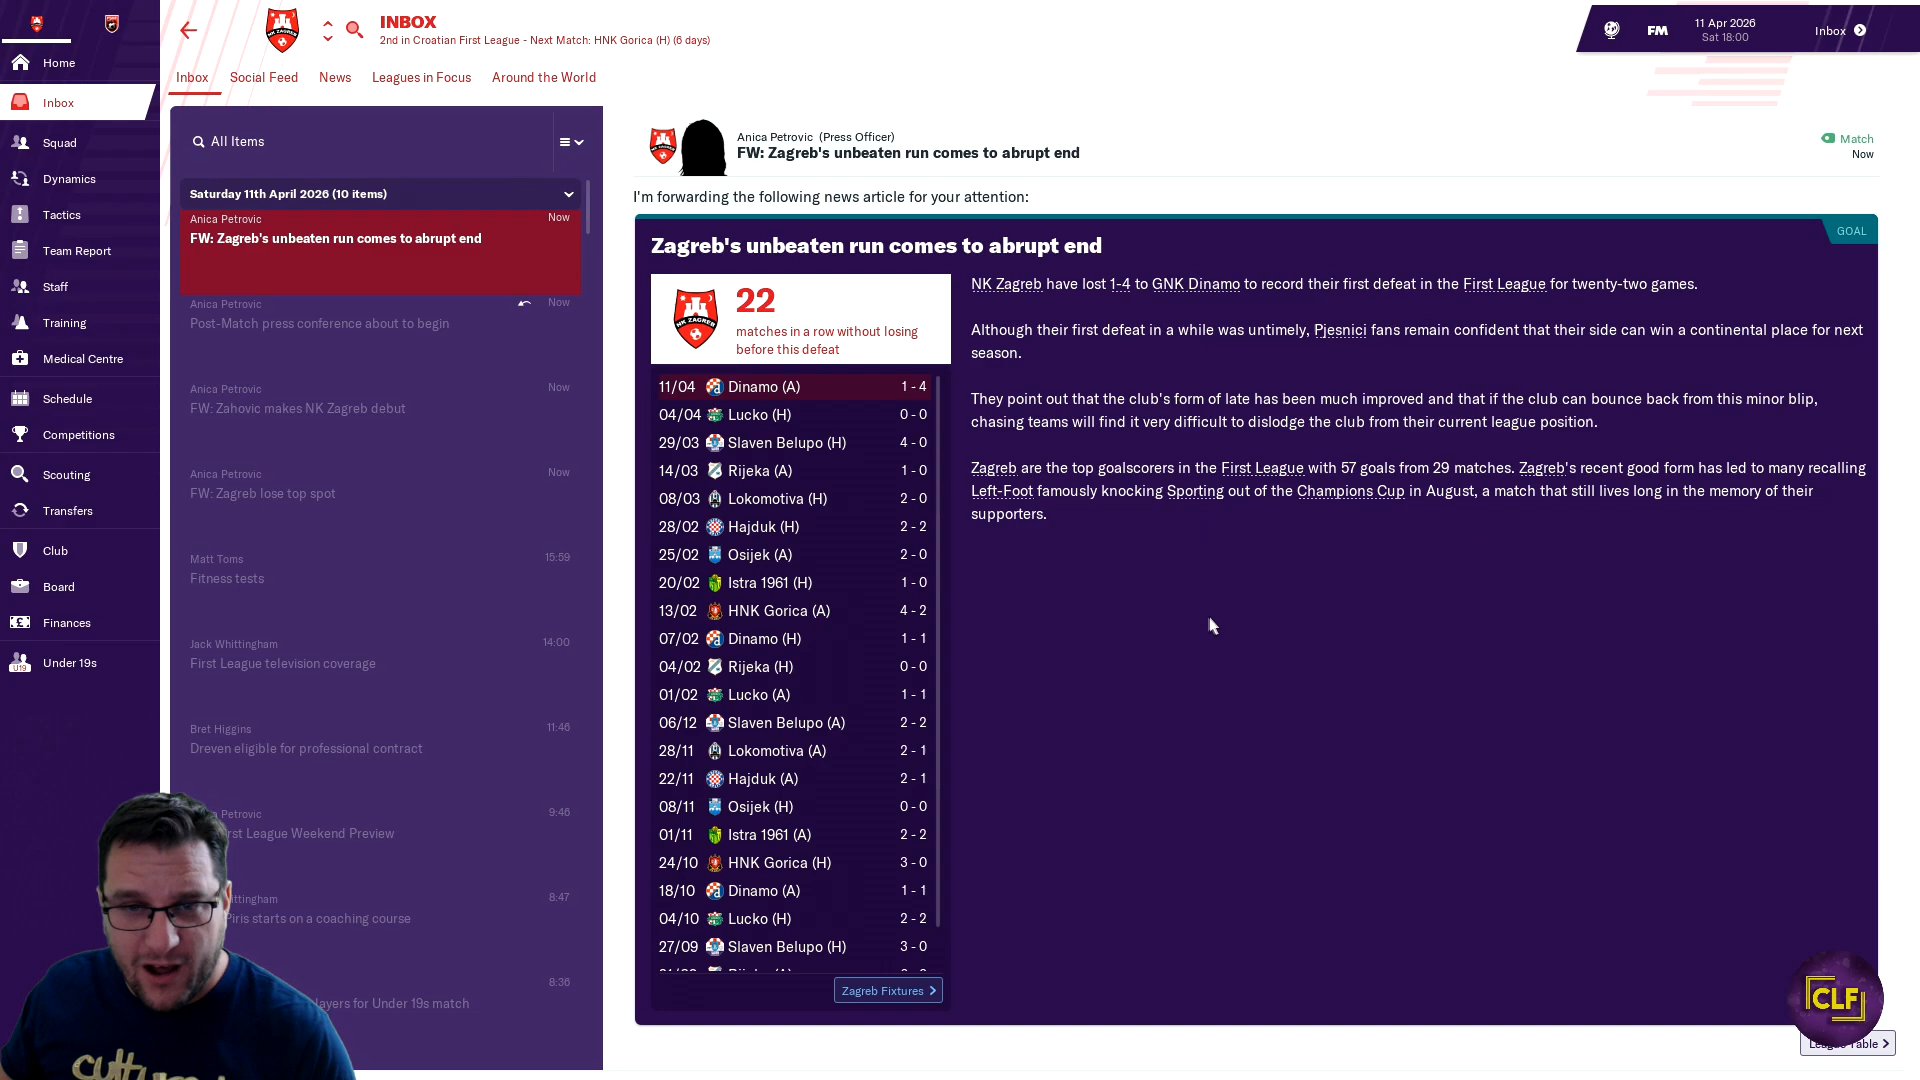 INBOX
2nd in Croatian First League - Next Match: HNK Gorica (H) (6 days)
FM
11 Apr 2026
Sat 18:00
Inbox
Home
Inbox
Squad
Dynamics
Tactics
Team Report
Staff
Training
Medical Centre
Schedule
Competitions
Scouting
Transfers
Club
Board
Finances
U19
Under 19s
Inbox
Social Feed
News
Leagues in Focus
Around the World
All Items
Saturday 11th April 2026 (10 items)
Anica Petrovic
Now
FW: Zagreb's unbeaten run comes to abrupt end
Anica Petrovic
Now
Post-Match press conference about to begin
Anica Petrovic
Now
FW: Zahovic makes NK Zagreb debut
Anica Petrovic
Now
FW: Zagreb lose top spot
Matt Toms
15:59
Fitness tests
Jack Whittingham
14:00
First League television coverage
Bret Higgins
11:46
Dreven eligible for professional contract
Petrovic
9:46
League Weekend Preview
8:47
Piris starts on a coaching course
8:36
for Under 19s match
Anica Petrovic (Press Officer)
FW: Zagreb's unbeaten run comes to abrupt end
Match
Now
I'm forwarding the following news article for your attention:
Zagreb's unbeaten run comes to abrupt end
GOAL
NK ZAGREB
22
matches in a row without losing
before this defeat
11/04 Dinamo (A) 1 - 4
04/04 Lucko (H) 0 - 0
29/03 Slaven Belupo (H) 4 - 0
14/03 Rijeka (A) 1 - 0
08/03 Lokomotiva (H) 2 - 0
28/02 Hajduk (H) 2 - 2
25/02 Osijek (A) 2 - 0
20/02 Istra 1961 (H) 1 - 0
13/02 HNK Gorica (A) 4 - 2
07/02 Dinamo (H) 1 - 1
04/02 Rijeka (H) 0 - 0
01/02 Lucko (A) 1 - 1
06/12 Slaven Belupo (A) 2 - 2
28/11 Lokomotiva (A) 2 - 1
22/11 Hajduk (A) 2 - 1
08/11 Osijek (H) 0 - 0
01/11 Istra 1961 (A) 2 - 2
24/10 HNK Gorica (H) 3 - 0
18/10 Dinamo (A) 1 - 1
04/10 Lucko (H) 2 - 2
27/09 Slaven Belupo (H) 3 - 0
Zagreb Fixtures
NK Zagreb have lost 1-4 to GNK Dinamo to record their first defeat in the First League for twenty-two games.
Although their first defeat in a while was untimely, Pjesnici fans remain confident that their side can win a continental place for next
season.
They point out that the club's form of late has been much improved and that if the club can bounce back from this minor blip,
chasing teams will find it very difficult to dislodge the club from their current league position.
Zagreb are the top goalscorers in the First League with 57 goals from 29 matches. Zagreb's recent good form has led to many recalling
Left-Foot famously knocking Sporting out of the Champions Cup in August, a match that still lives long in the memory of their
supporters.
CLF
Table